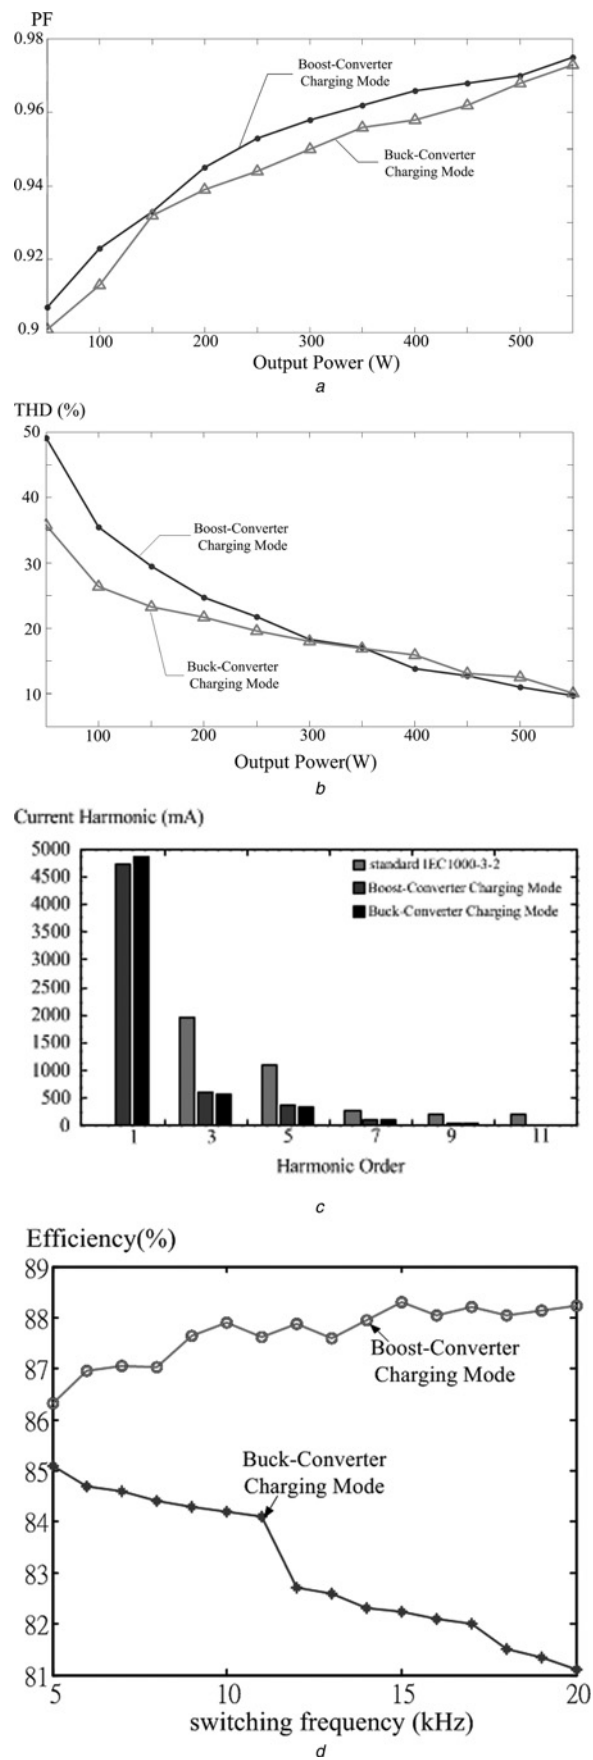 PF
0.98
0.96
0.94
0.92
0.9
Boost-Converter
Charging Mode
Buck-Converter
Charging Mode
100 200 300 400 500
Output Power (W)
a
THD (%)
50
40
30
20
10
Boost-Converter
Charging Mode
Buck-Converter
Charging Mode
100 200 300 400 500
Output Power(W)
b
Current Harmonic (mA)
5000
4500
4000
3500
3000
2500
2000
1500
1000
500
0
standard IEC1000-3-2
Boost-Converter Charging Mode
Buck-Converter Charging Mode
1 3 5 7 9 11
Harmonic Order
c
Efficiency(%)
89
88
87
86
85
84
83
82
81
Boost-Converter
Charging Mode
Buck-Converter
Charging Mode
5 10 15 20
switching frequency (kHz)
d